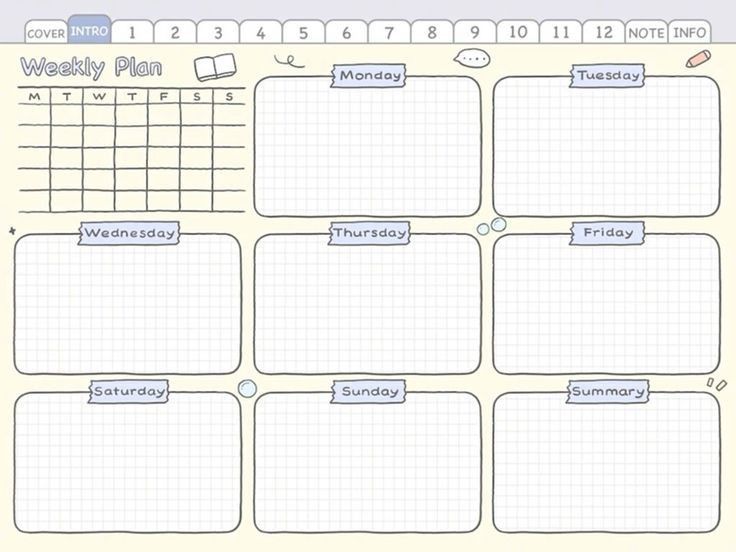 COVER INTRO 1 2 3 4 5 6 7 8 9 10 11 12 NOTE INFO
Weekly Plan
M T W T F S S
Monday
Tuesday
Wednesday
Thursday
Friday
Saturday
Sunday
Summary